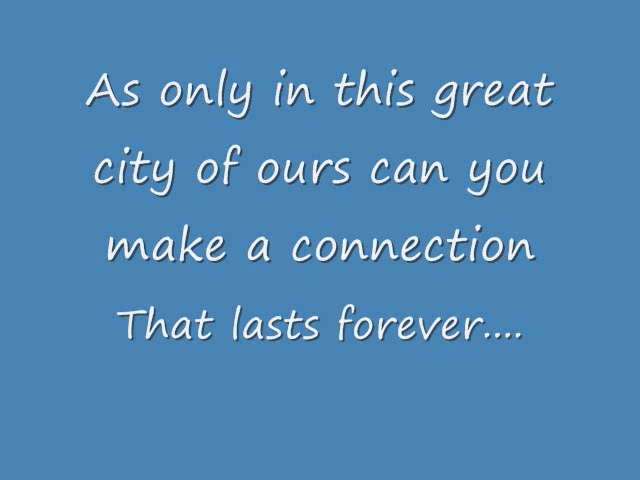 As only in this great
city of ours can you
make a connection
That lasts forever....